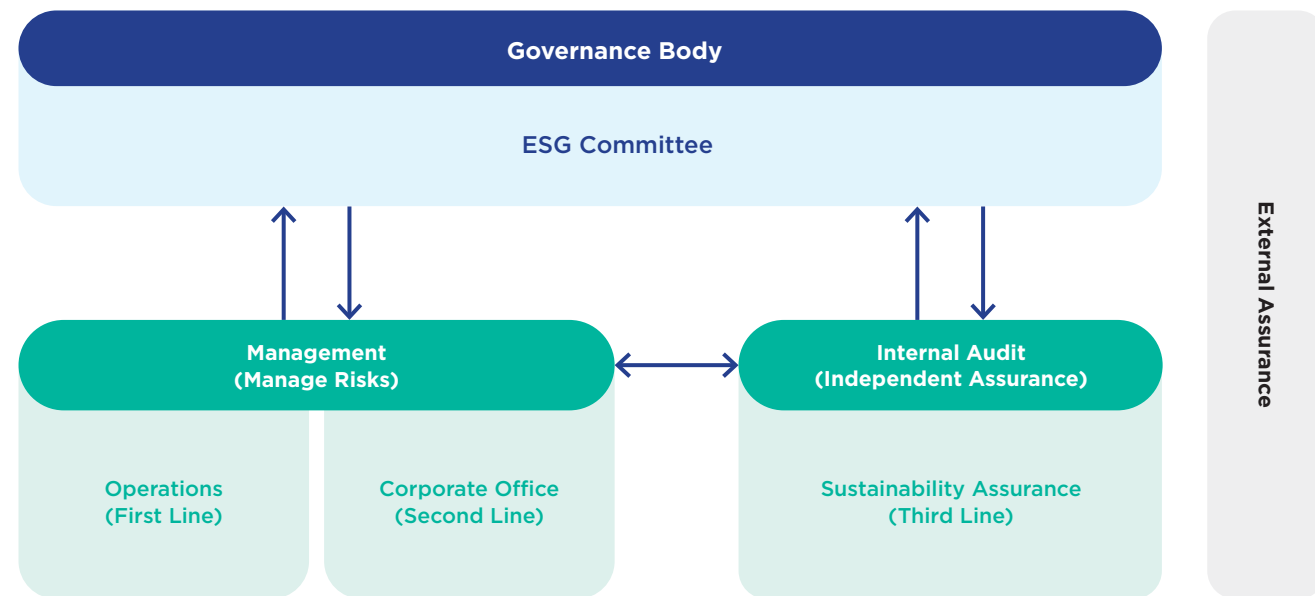 Governance Body
ESG Committee
Management
(Manage Risks)
Internal Audit
(Independent Assurance)
Operations
(First Line)
Corporate Office
(Second Line)
Sustainability Assurance
(Third Line)
External Assurance